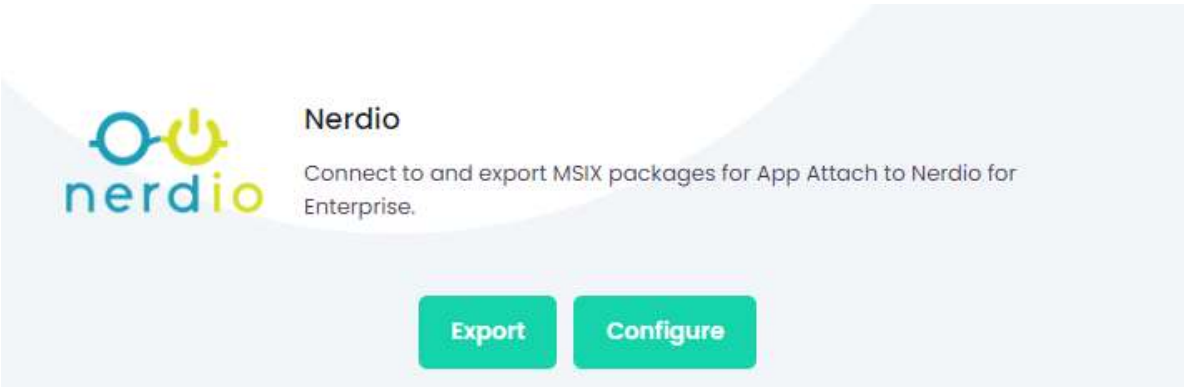 nerdio
Nerdio
Connect to and export MSIX packages for App Attach to Nerdio for
Enterprise.
Export
Configure